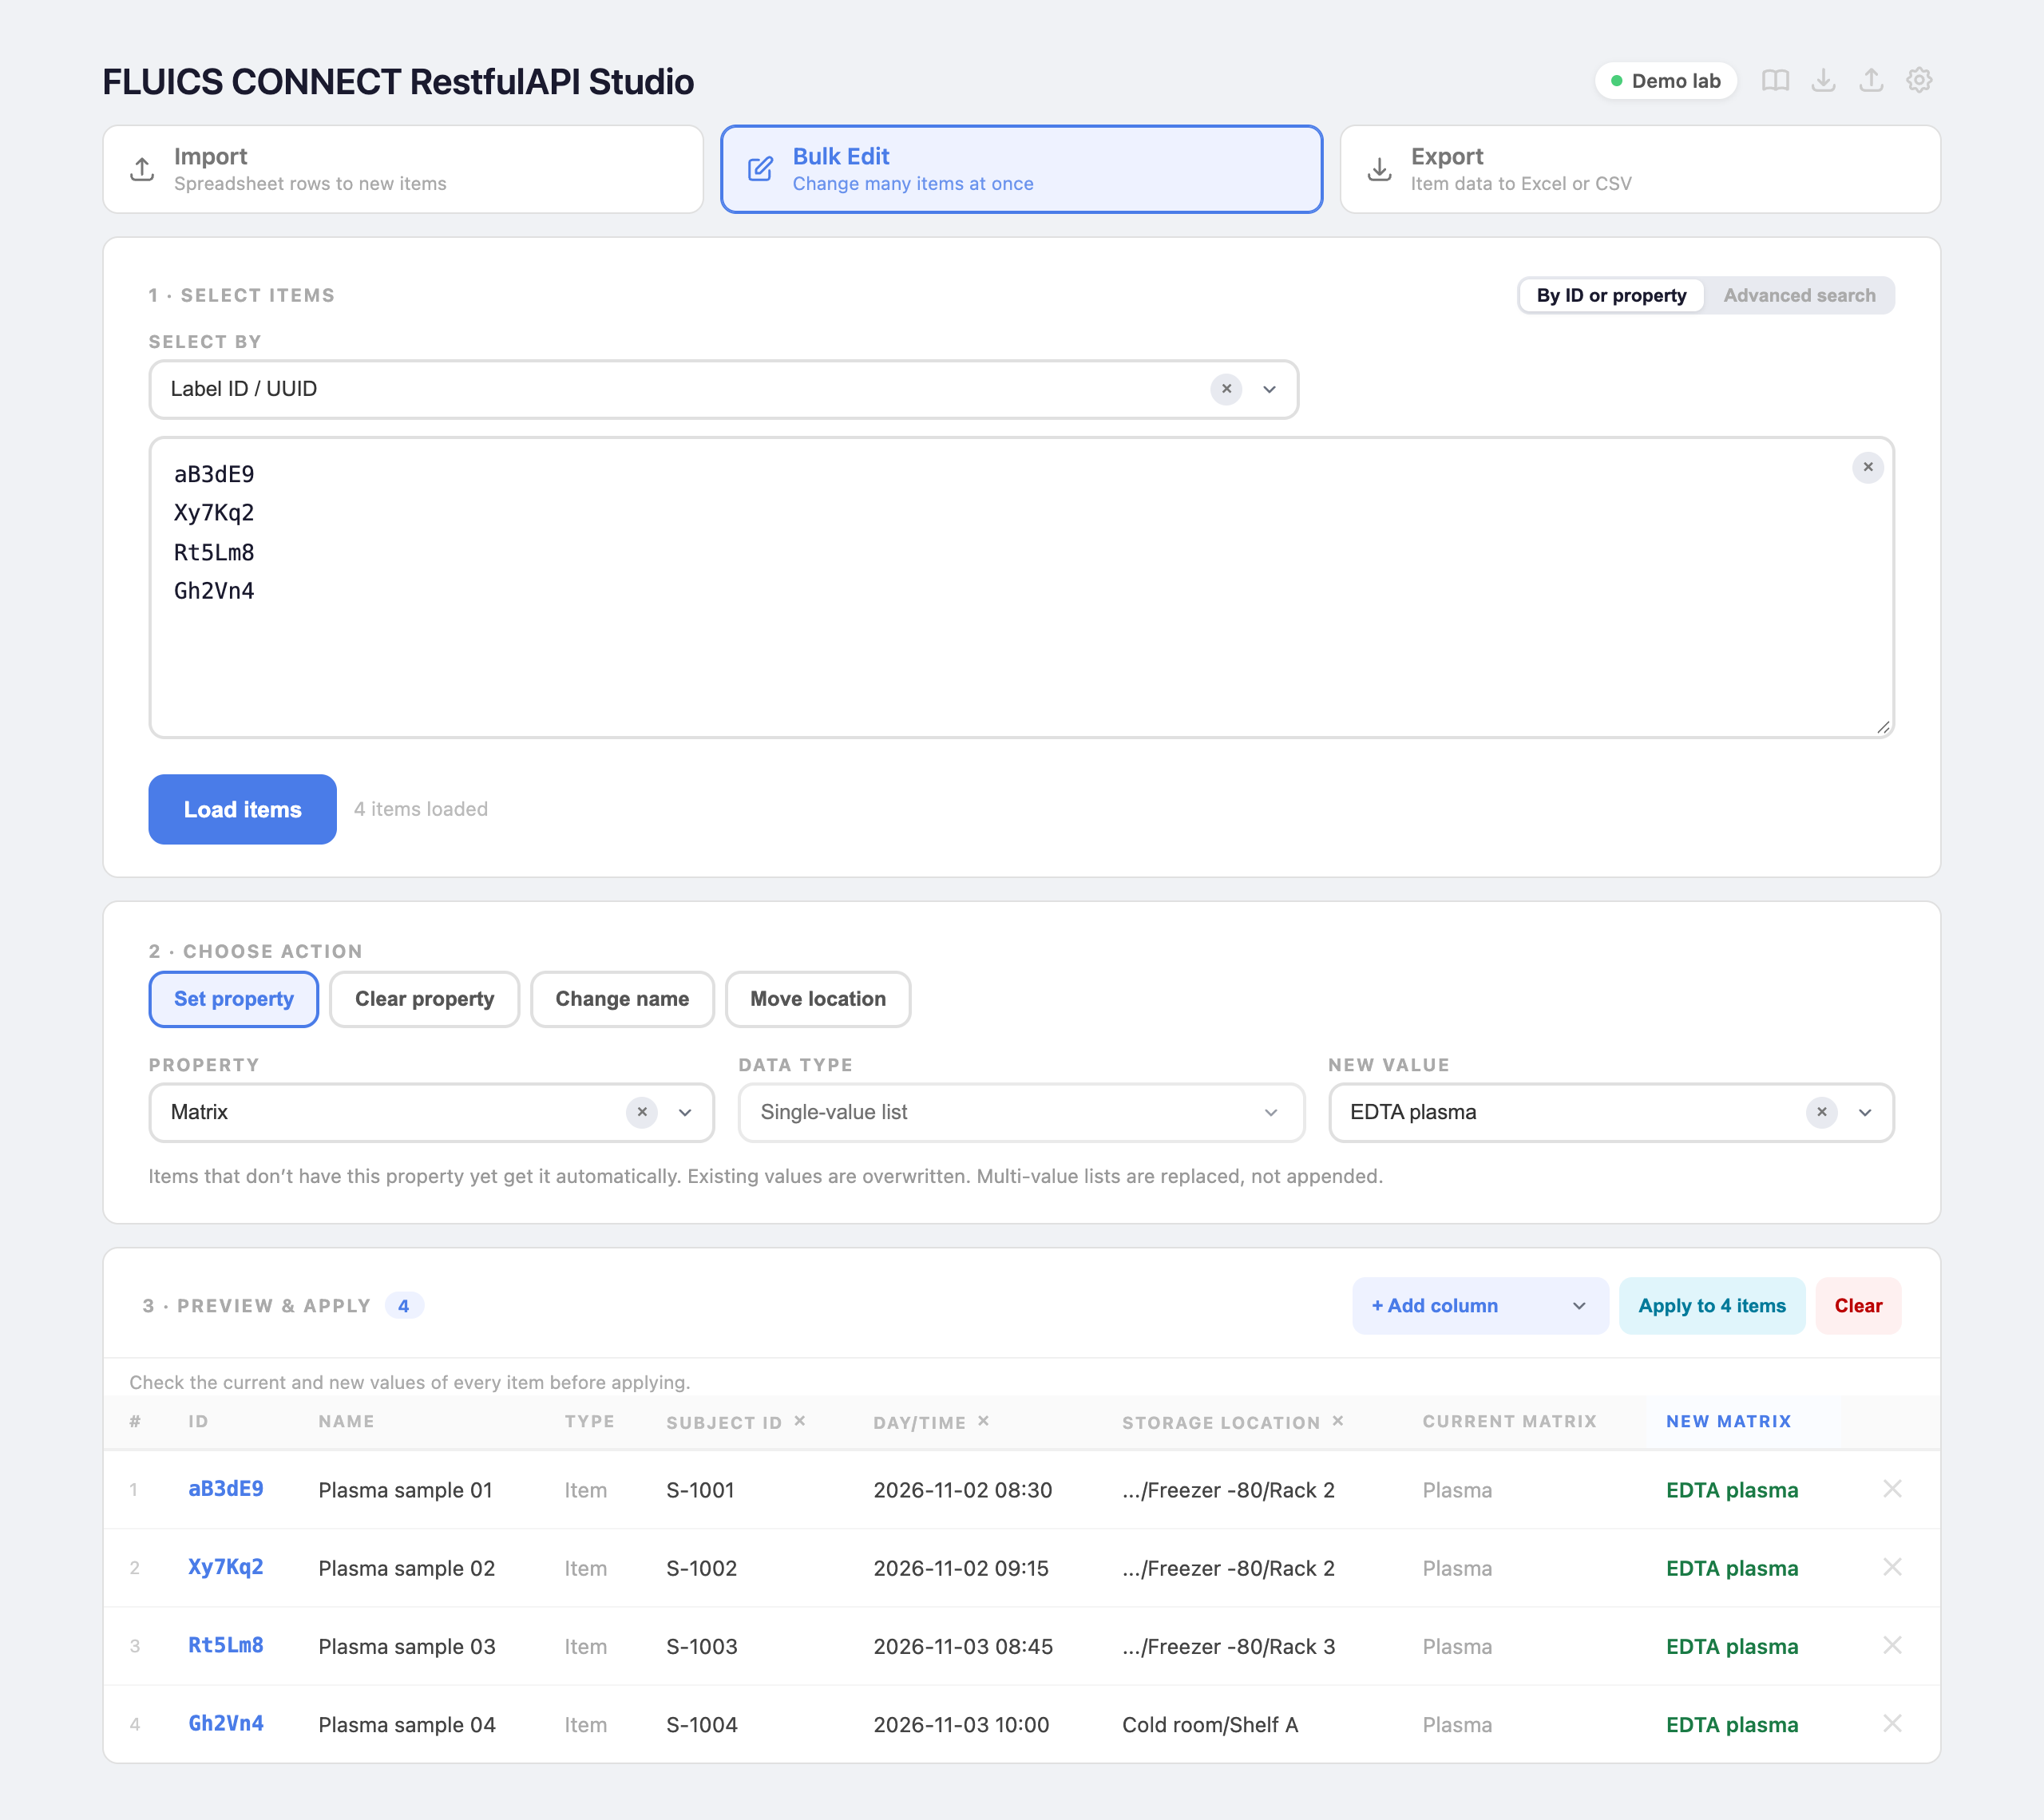 FLUICS CONNECT RestfulAPI Studio
Demo lab
Import
Spreadsheet rows to new items
Bulk Edit
Change many items at once
Export
Item data to Excel or CSV
1 · SELECT ITEMS
By ID or property
Advanced search
SELECT BY
Label ID / UUID
aB3dE9
Xy7Kq2
Rt5Lm8
Gh2Vn4
Load items
4 items loaded
2 · CHOOSE ACTION
Set property
Clear property
Change name
Move location
PROPERTY
DATA TYPE
NEW VALUE
Matrix
Single-value list
EDTA plasma
Items that don’t have this property yet get it automatically. Existing values are overwritten. Multi-value lists are replaced, not appended.
3 · PREVIEW & APPLY 4
+ Add column
Apply to 4 items
Clear
Check the current and new values of every item before applying.
# ID NAME TYPE SUBJECT ID × DAY/TIME × STORAGE LOCATION × CURRENT MATRIX NEW MATRIX
1 aB3dE9 Plasma sample 01 Item S-1001 2026-11-02 08:30 .../Freezer -80/Rack 2 Plasma EDTA plasma
2 Xy7Kq2 Plasma sample 02 Item S-1002 2026-11-02 09:15 .../Freezer -80/Rack 2 Plasma EDTA plasma
3 Rt5Lm8 Plasma sample 03 Item S-1003 2026-11-03 08:45 .../Freezer -80/Rack 3 Plasma EDTA plasma
4 Gh2Vn4 Plasma sample 04 Item S-1004 2026-11-03 10:00 Cold room/Shelf A Plasma EDTA plasma